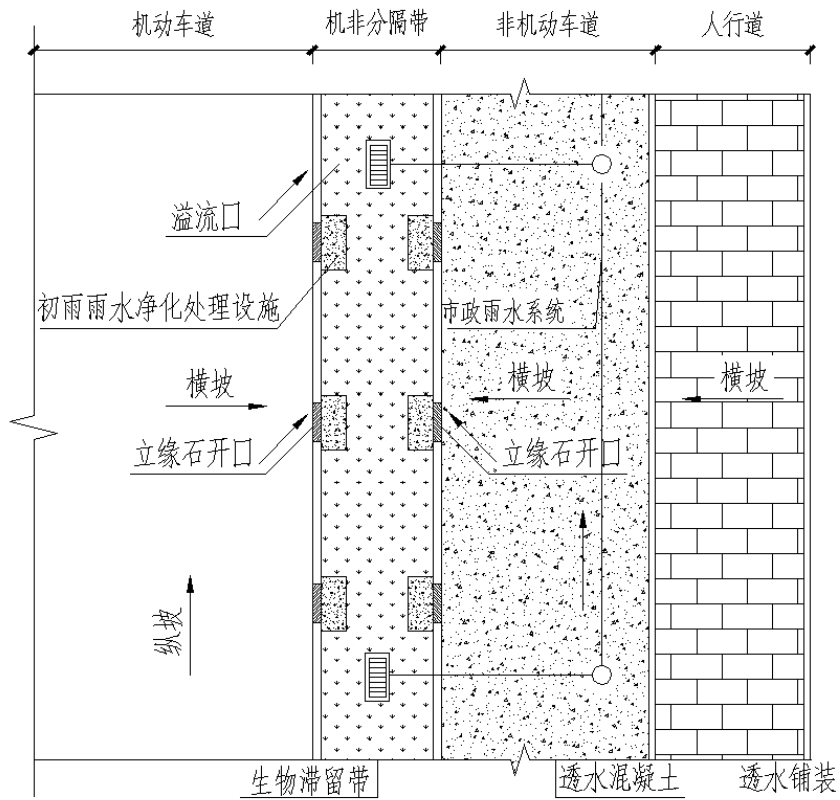 机动车道
机非分隔带
非机动车道
人行道
溢流口
初雨雨水净化处理设施
市政雨水系统
横坡
横坡
横坡
立缘石开口
立缘石开口
纵坡
生物滞留带
透水混凝土
透水铺装